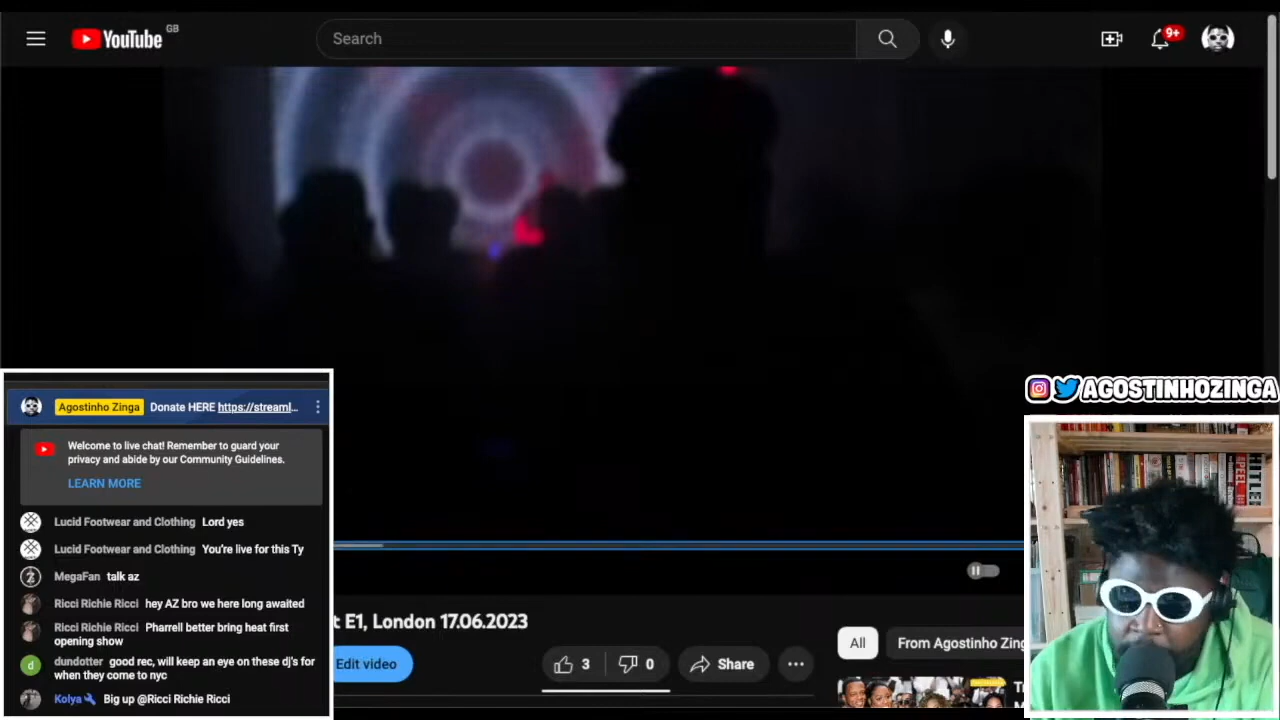 YouTube GB
Search
9+
t E1, London 17.06.2023
Edit video
3
0
Share
All
From Agostinho Zing
AGOSTINHOZINGA
HITLER
PEEL
Agostinho Zinga Donate HERE https://streaml...
Welcome to live chat! Remember to guard your
privacy and abide by our Community Guidelines.
LEARN MORE
Lucid Footwear and Clothing Lord yes
Lucid Footwear and Clothing You're live for this Ty
MegaFan talk az
Ricci Richie Ricci hey AZ bro we here long awaited
Ricci Richie Ricci Pharrell better bring heat first
opening show
d
dundotter good rec, will keep an eye on these dj's for
when they come to nyc
Kolya Big up @Ricci Richie Ricci